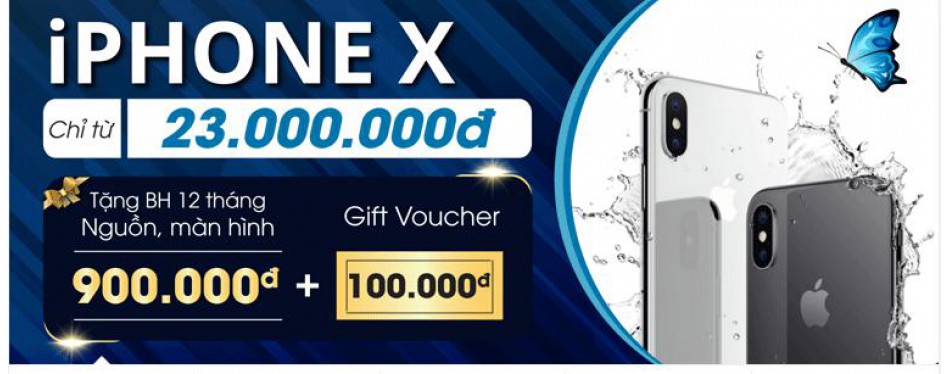 iPHONE X
Chỉ từ 23.000.000đ
Tặng BH 12 tháng
Nguồn, màn hình
900.000đ
+
Gift Voucher
100.000đ